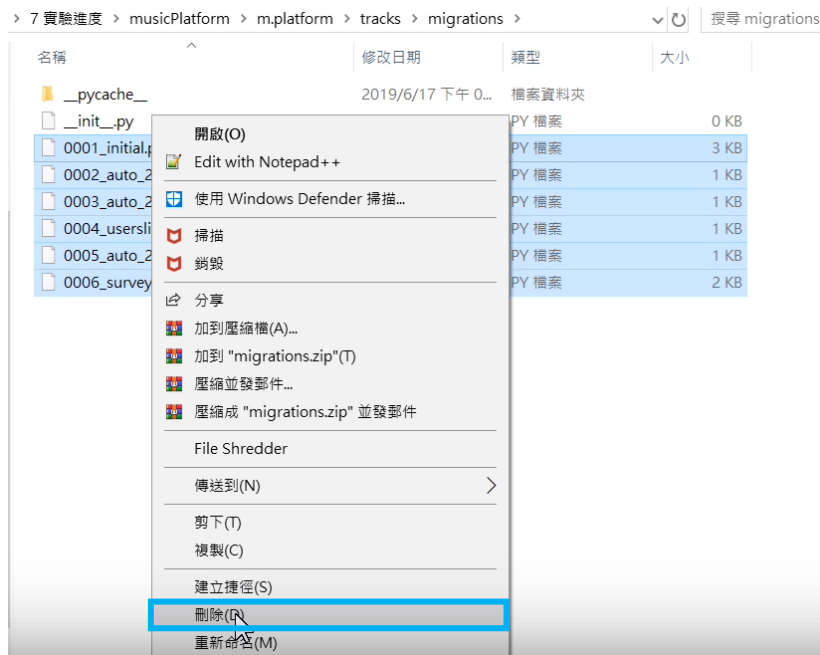 7 實驗進度 musicPlatform m.platform tracks migrations 搜尋 migrations
名稱 修改日期 類型 大小
__pycache__ 2019/6/17 下午 0... 檔案資料夾
__init__.py PY 檔案 0 KB
0001_initial.p PY 檔案 3 KB
0002_auto_2 PY 檔案 1 KB
0003_auto_2 PY 檔案 1 KB
0004_usersli PY 檔案 1 KB
0005_auto_2 PY 檔案 1 KB
0006_survey PY 檔案 2 KB
開啟(O)
Edit with Notepad++
使用 Windows Defender 掃描...
掃描
銷毀
分享
加到壓縮檔(A)...
加到 "migrations.zip"(T)
壓縮並發郵件...
壓縮成 "migrations.zip" 並發郵件
File Shredder
傳送到(N)
剪下(T)
複製(C)
建立捷徑(S)
刪除(D)
重新命名(M)